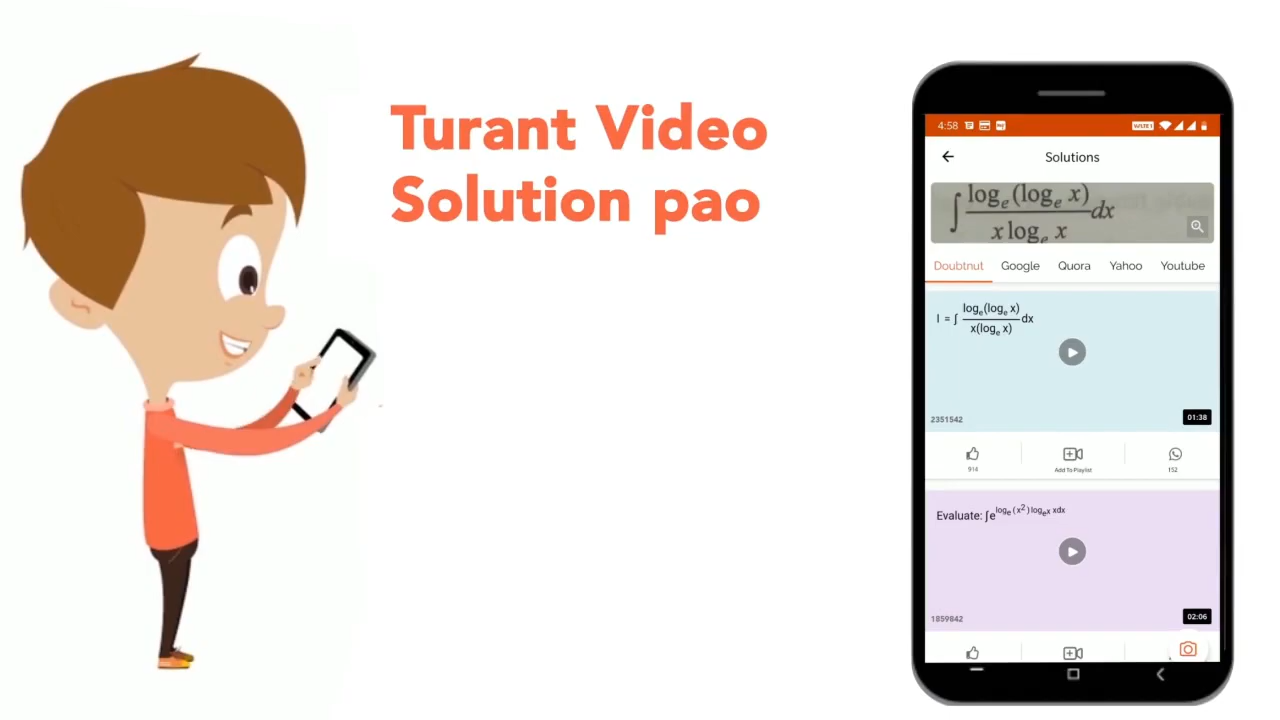 Turant Video
Solution pao
4:58
Solutions
∫ logₑ(logₑ x) / x logₑ x dx
Doubtnut Google Quora Yahoo Youtube
I = ∫ logₑ(logₑ x) / x(logₑ x) dx
2351542 01:38
914 Add To Playlist 152
Evaluate: ∫e^logₑ(x²)logₑx xdx
1859842 02:06